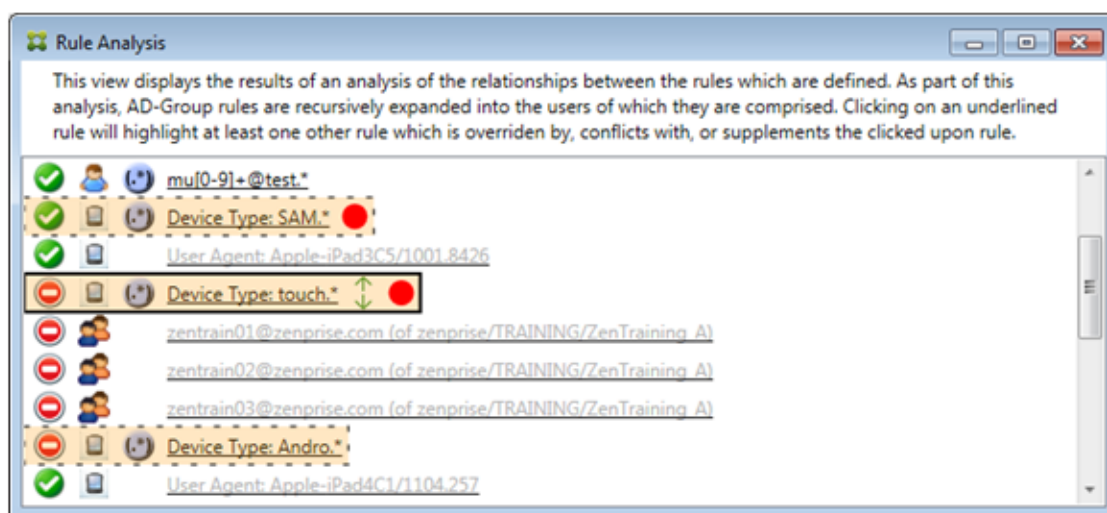 Rule Analysis
This view displays the results of an analysis of the relationships between the rules which are defined. As part of this
analysis, AD-Group rules are recursively expanded into the users of which they are comprised. Clicking on an underlined
rule will highlight at least one other rule which is overriden by, conflicts with, or supplements the clicked upon rule.
(.*) mu[0-9]+@test.*
(.*) Device Type: SAM.*
User Agent: Apple-iPad3C5/1001.8426
(.*) Device Type: touch.*
zentrain01@zenprise.com (of zenprise/TRAINING/ZenTraining A)
zentrain02@zenprise.com (of zenprise/TRAINING/ZenTraining A)
zentrain03@zenprise.com (of zenprise/TRAINING/ZenTraining A)
(.*) Device Type: Andro.*
User Agent: Apple-iPad4C1/1104.257